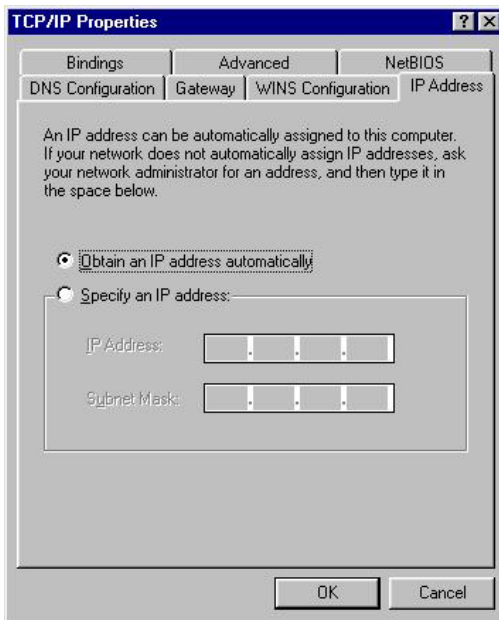 TCP/IP Properties
Bindings
Advanced
NetBIOS
DNS Configuration
Gateway
WINS Configuration
IP Address
An IP address can be automatically assigned to this computer.
If your network does not automatically assign IP addresses, ask
your network administrator for an address, and then type it in
the space below.
Obtain an IP address automatically
Specify an IP address:
IP Address:
Subnet Mask:
OK
Cancel